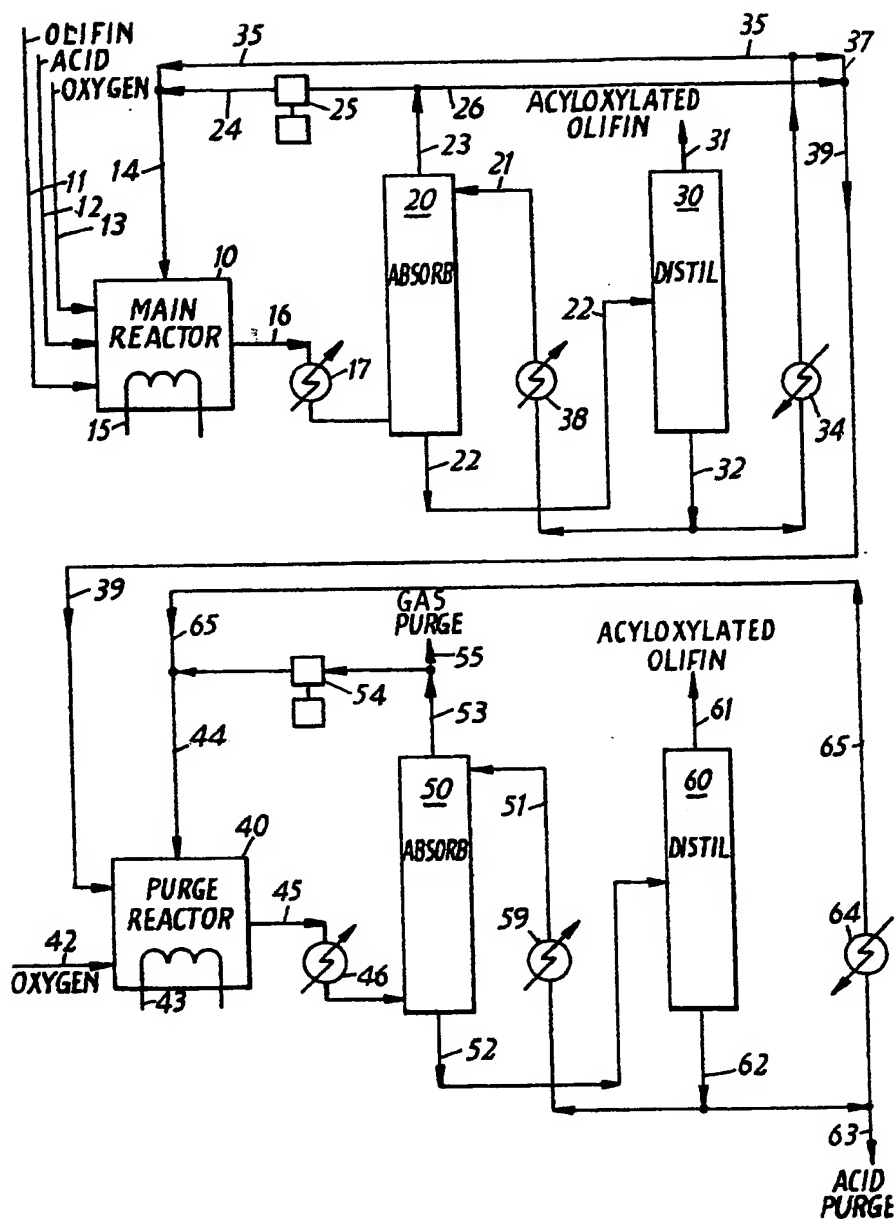 OLIFIN
ACID
OXYGEN
35
35
37
24
25
26
ACYLOXYLATED
OLIFIN
23
21
31
39
14
11
12
13
20
ABSORB
30
DISTIL
10
MAIN
REACTOR
16
22
17
38
34
15
22
32
39
65
GAS
PURGE
55
ACYLOXYLATED
OLIFIN
54
53
61
44
65
50
ABSORB
51
60
DISTIL
40
PURGE
REACTOR
45
59
64
42
OXYGEN
46
43
52
62
63
ACID
PURGE